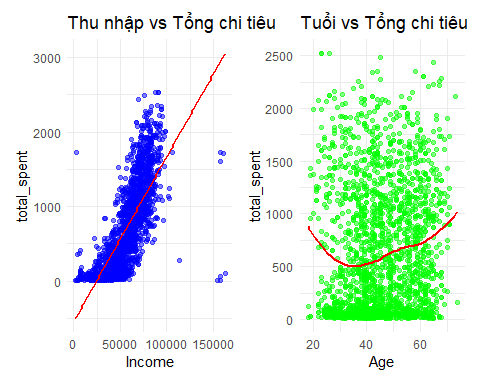 Thu nhập vs Tổng chi tiêu
total_spent
3000
2000
1000
0
0
50000
100000
150000
Income
Tuổi vs Tổng chi tiêu
total_spent
2500
2000
1500
1000
500
0
20
40
60
Age